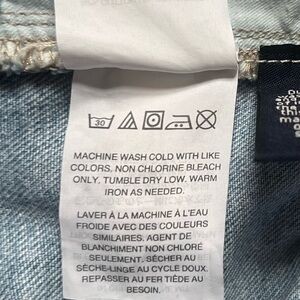 30
MACHINE WASH COLD WITH LIKE
COLORS. NON CHLORINE BLEACH
ONLY. TUMBLE DRY LOW. WARM
IRON AS NEEDED.
LAVER À LA MACHINE À L'EAU
FROIDE AVEC DES COULEURS
SIMILAIRES. AGENT DE
BLANCHIMENT NON CHLORÉ
SEULEMENT. SÉCHER AU
SÈCHE-LINGE AU CYCLE DOUX.
REPASSER AU FER TIÈDE AU
BESOIN.